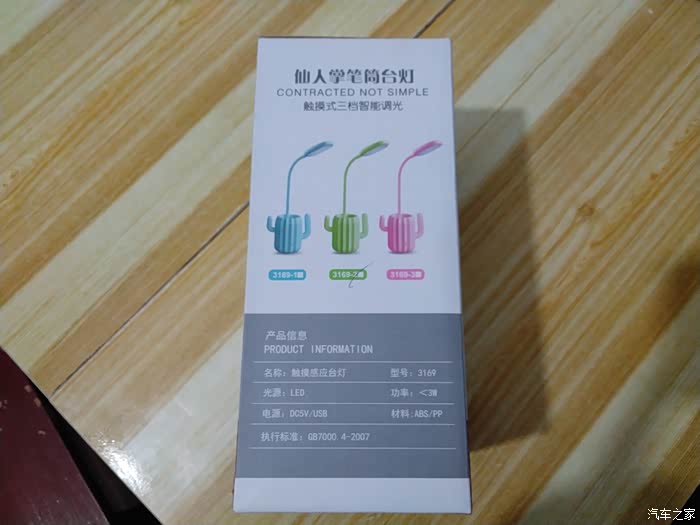 仙人掌笔筒台灯
CONTRACTED NOT SIMPLE
触摸式三档智能调光
3169-1 3169-2 3169-3
产品信息
PRODUCT INFORMATION
名称：触摸感应台灯 型号：3169
光源：LED 功率：＜3W
电源：DC5V/USB 材料:ABS/PP
执行标准：GB7000.4-2007
汽车之家